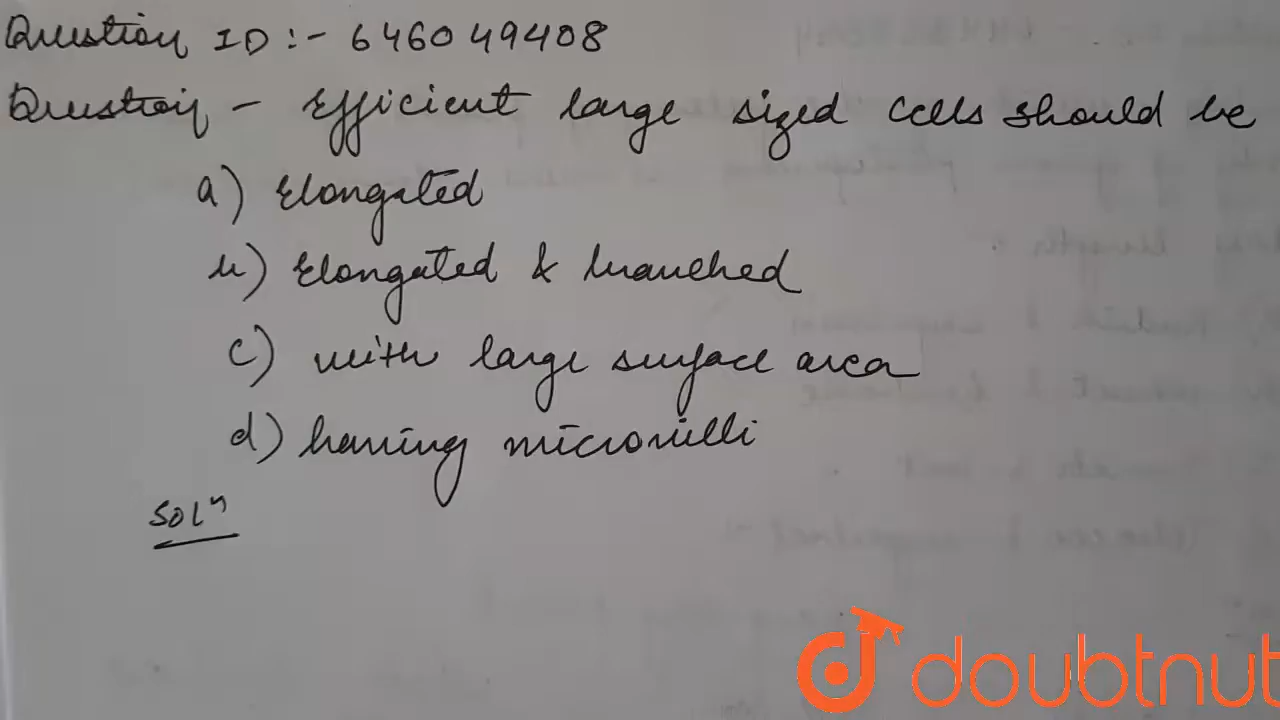 Question ID :- 646049408
Question - Efficient large sized cells should be
a) Elongated
b) Elongated & branched
c) with large surface area
d) having microvilli
Solⁿ
doubtnut